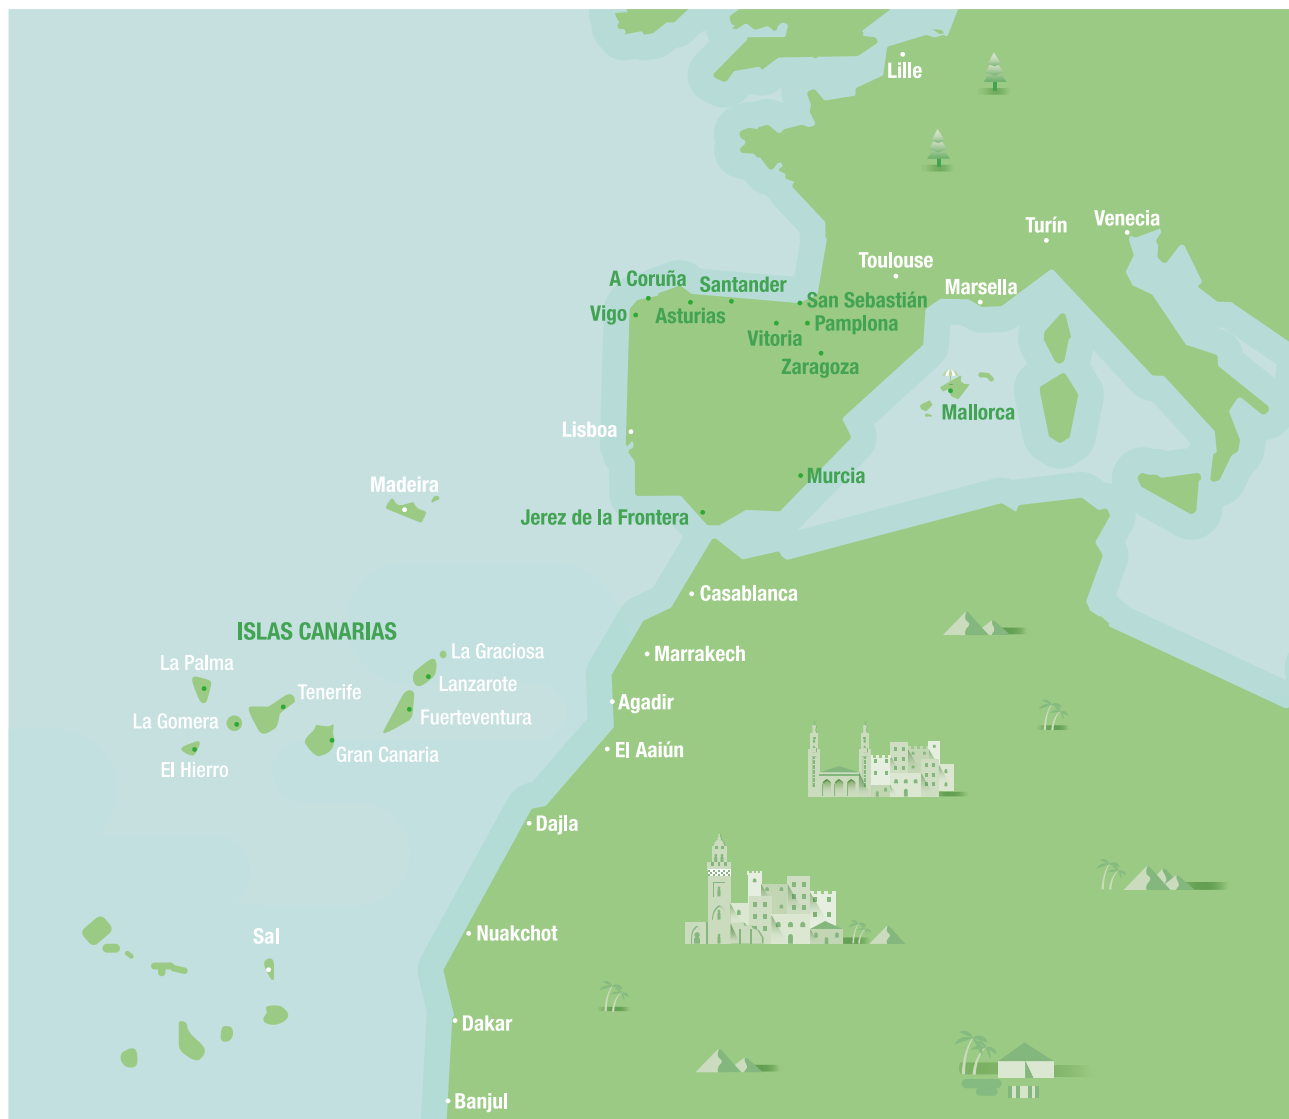 Lille
Venecia
Turín
Toulouse
A Coruña
Santander
Marsella
San Sebastián
Vigo
Asturias
Pamplona
Vitoria
Zaragoza
Mallorca
Lisboa
Murcia
Madeira
Jerez de la Frontera
Casablanca
ISLAS CANARIAS
La Graciosa
Marrakech
La Palma
Lanzarote
Tenerife
Agadir
Fuerteventura
La Gomera
El Aaiún
Gran Canaria
El Hierro
Dajla
Nuakchot
Sal
Dakar
Banjul